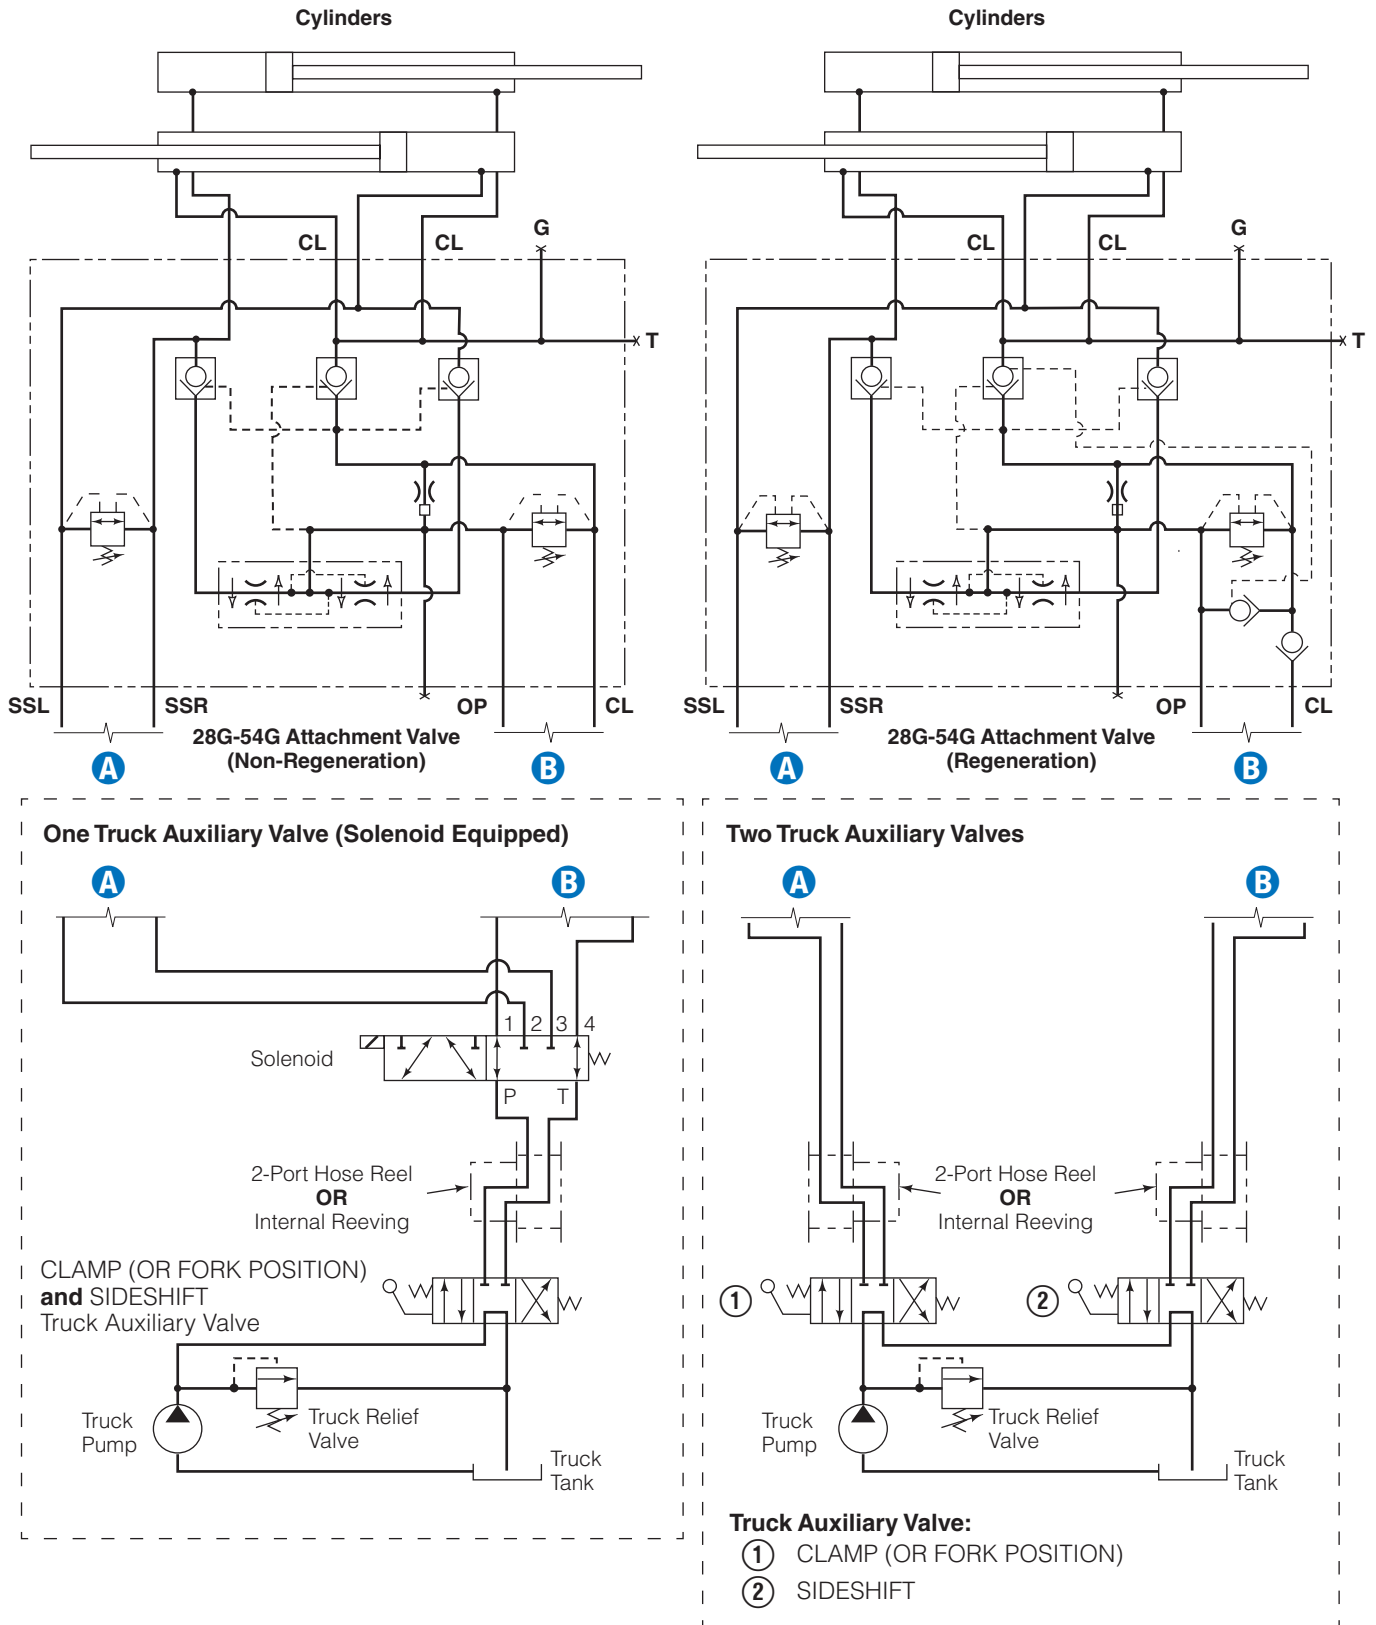 Cylinders
Cylinders
G
CL
CL
T
G
CL
CL
T
SSL
SSR
OP
CL
28G-54G Attachment Valve
(Non-Regeneration)
A
B
SSL
SSR
OP
CL
28G-54G Attachment Valve
(Regeneration)
A
B
One Truck Auxiliary Valve (Solenoid Equipped)
A
B
1 2 3 4
Solenoid
P T
2-Port Hose Reel
OR
Internal Reeving
CLAMP (OR FORK POSITION)
and SIDESHIFT
Truck Auxiliary Valve
Truck
Pump
Truck Relief
Valve
Truck
Tank
Two Truck Auxiliary Valves
A
B
2-Port Hose Reel
OR
Internal Reeving
1
2
Truck
Pump
Truck Relief
Valve
Truck
Tank
Truck Auxiliary Valve:
1 CLAMP (OR FORK POSITION)
2 SIDESHIFT